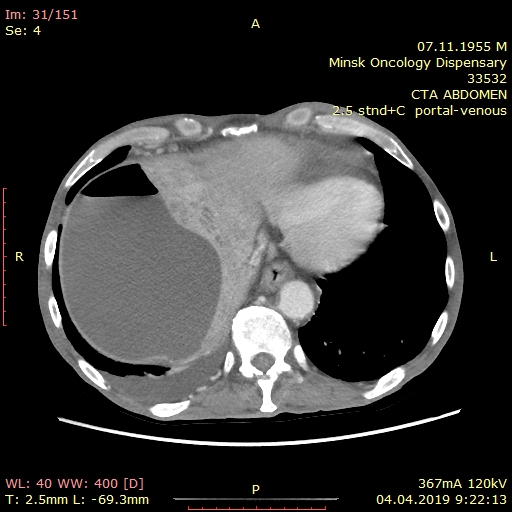 Im: 31/151
Se: 4
A
07.11.1955 M
Minsk Oncology Dispensary
33532
CTA ABDOMEN
2.5 stnd+C portal-venous
R
L
WL: 40 WW: 400 [D]
T: 2.5mm L: -69.3mm
P
367mA 120kV
04.04.2019 9:22:13